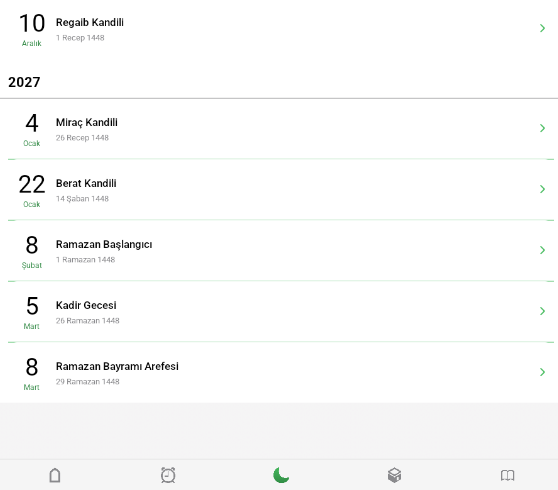 10
Aralık
Regaib Kandili
1 Recep 1448
2027
4
Ocak
Miraç Kandili
26 Recep 1448
22
Ocak
Berat Kandili
14 Şaban 1448
8
Şubat
Ramazan Başlangıcı
1 Ramazan 1448
5
Mart
Kadir Gecesi
26 Ramazan 1448
8
Mart
Ramazan Bayramı Arefesi
29 Ramazan 1448